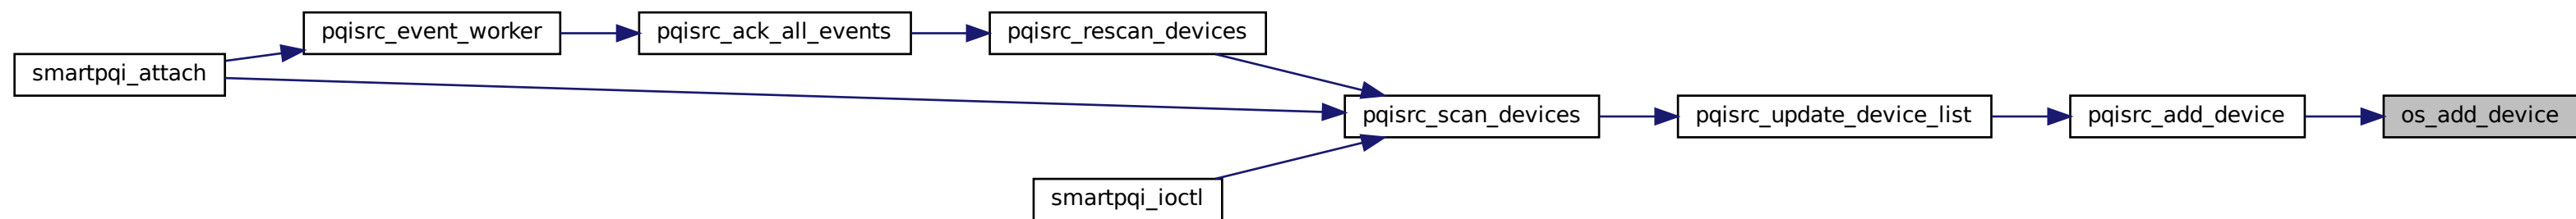 pqisrc_event_worker
pqisrc_ack_all_events
pqisrc_rescan_devices
smartpqi_attach
pqisrc_scan_devices
pqisrc_update_device_list
pqisrc_add_device
os_add_device
smartpqi_ioctl